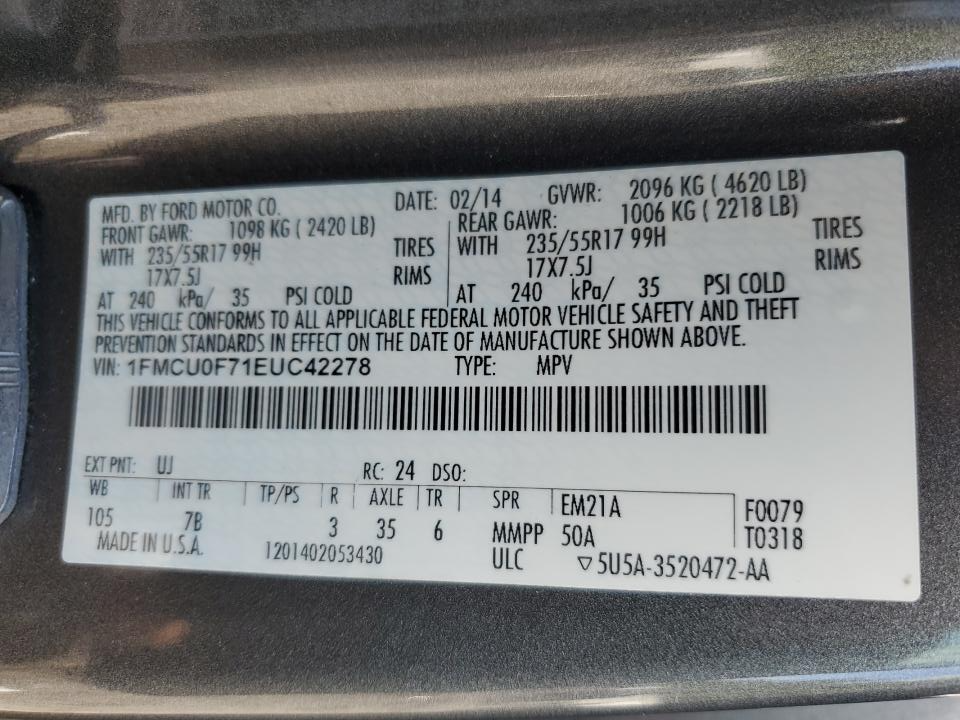 MFD. BY FORD MOTOR CO. DATE: 02/14 GVWR: 2096 KG ( 4620 LB)
FRONT GAWR: 1098 KG ( 2420 LB) REAR GAWR: 1006 KG ( 2218 LB)
WITH 235/55R17 99H TIRES WITH 235/55R17 99H TIRES
17X7.5J RIMS 17X7.5J RIMS
AT 240 kPa/ 35 PSI COLD AT 240 kPa/ 35 PSI COLD
THIS VEHICLE CONFORMS TO ALL APPLICABLE FEDERAL MOTOR VEHICLE SAFETY AND THEFT
PREVENTION STANDARDS IN EFFECT ON THE DATE OF MANUFACTURE SHOWN ABOVE.
VIN: 1FMCU0F71EUC42278 TYPE: MPV
EXT PNT: UJ RC: 24 DSO:
WB INT TR TP/PS R AXLE TR SPR EM21A F0079
105 7B 3 35 6 MMPP 50A T0318
MADE IN U.S.A. 1201402053430 ULC ▽5U5A-3520472-AA